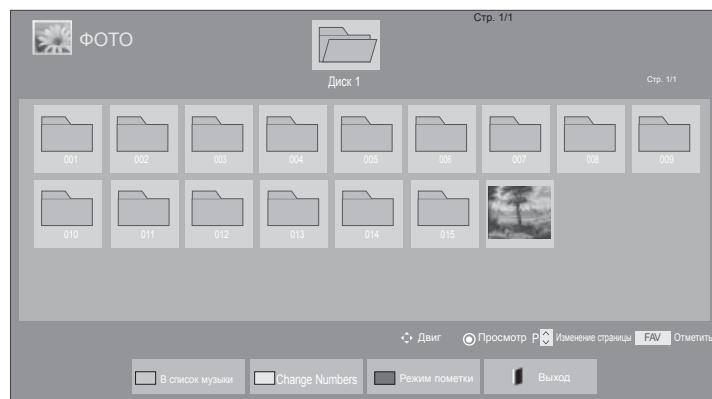 Стр. 1/1
ФОТО
Диск 1
Стр. 1/1
001 002 003 004 005 006 007 008 009
010 011 012 013 014 015
Двиг Просмотр P Изменение страницы FAV Отметить
В список музыки Change Numbers Режим пометки Выход